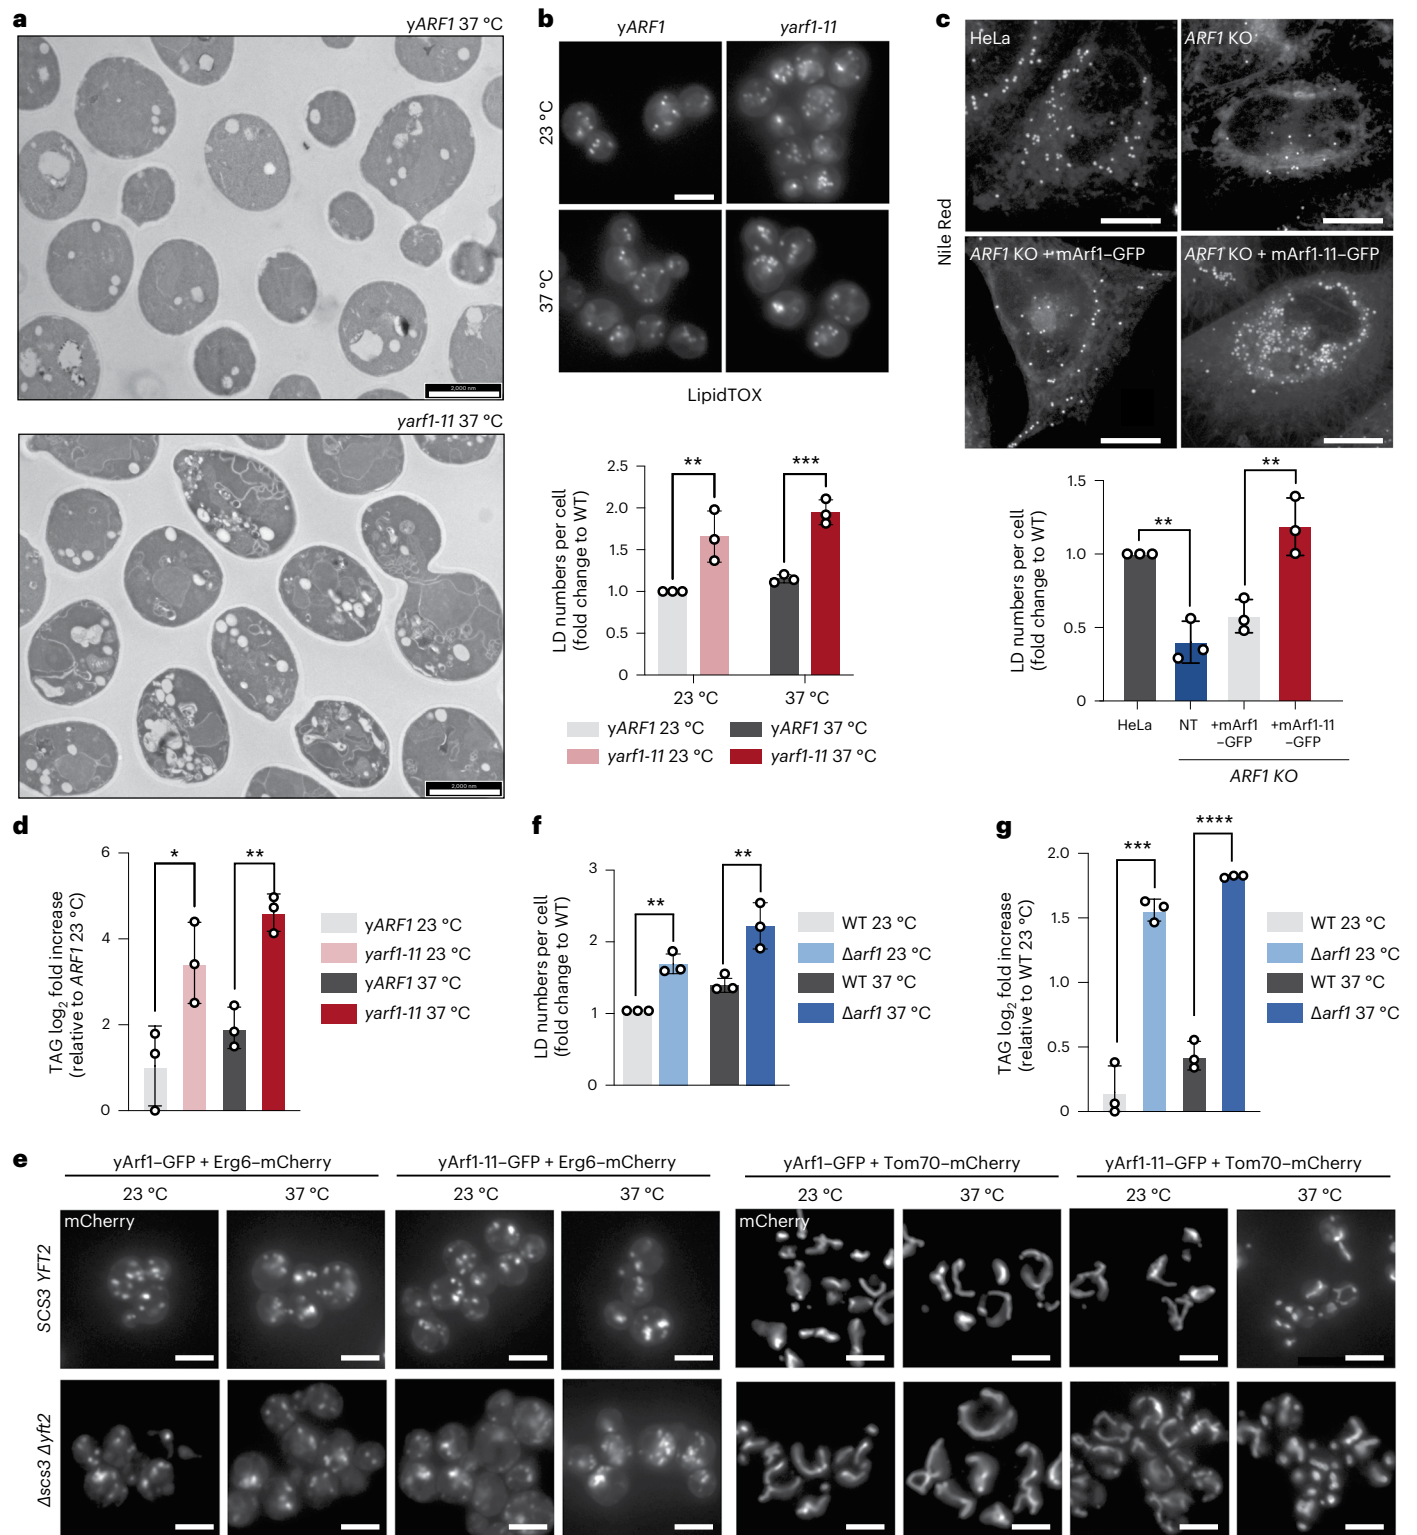 a
yARF1 37 °C
2,000 nm
yarf1-11 37 °C
2,000 nm
b
yARF1
yarf1-11
23 °C
37 °C
LipidTOX
LD numbers per cell
(fold change to WT)
2.5
2.0
1.5
1.0
0.5
0
**
***
23 °C
37 °C
yARF1 23 °C
yARF1 37 °C
yarf1-11 23 °C
yarf1-11 37 °C
c
Nile Red
HeLa
ARF1 KO
ARF1 KO + mArf1–GFP
ARF1 KO + mArf1-11–GFP
LD numbers per cell
(fold change to WT)
1.5
1.0
0.5
0
**
**
HeLa
NT
+mArf1
–GFP
+mArf1-11
–GFP
ARF1 KO
d
TAG log2 fold increase
(relative to ARF1 23 °C)
6
4
2
0
*
**
yARF1 23 °C
yarf1-11 23 °C
yARF1 37 °C
yarf1-11 37 °C
f
LD numbers per cell
(fold change to WT)
3
2
1
0
**
**
WT 23 °C
Δarf1 23 °C
WT 37 °C
Δarf1 37 °C
g
TAG log2 fold increase
(relative to WT 23 °C)
2.0
1.5
1.0
0.5
0
***
****
WT 23 °C
Δarf1 23 °C
WT 37 °C
Δarf1 37 °C
e
yArf1–GFP + Erg6–mCherry
yArf1-11–GFP + Erg6–mCherry
yArf1–GFP + Tom70–mCherry
yArf1-11–GFP + Tom70–mCherry
23 °C
37 °C
23 °C
37 °C
23 °C
37 °C
23 °C
37 °C
mCherry
mCherry
SCS3 YFT2
Δscs3 Δyft2